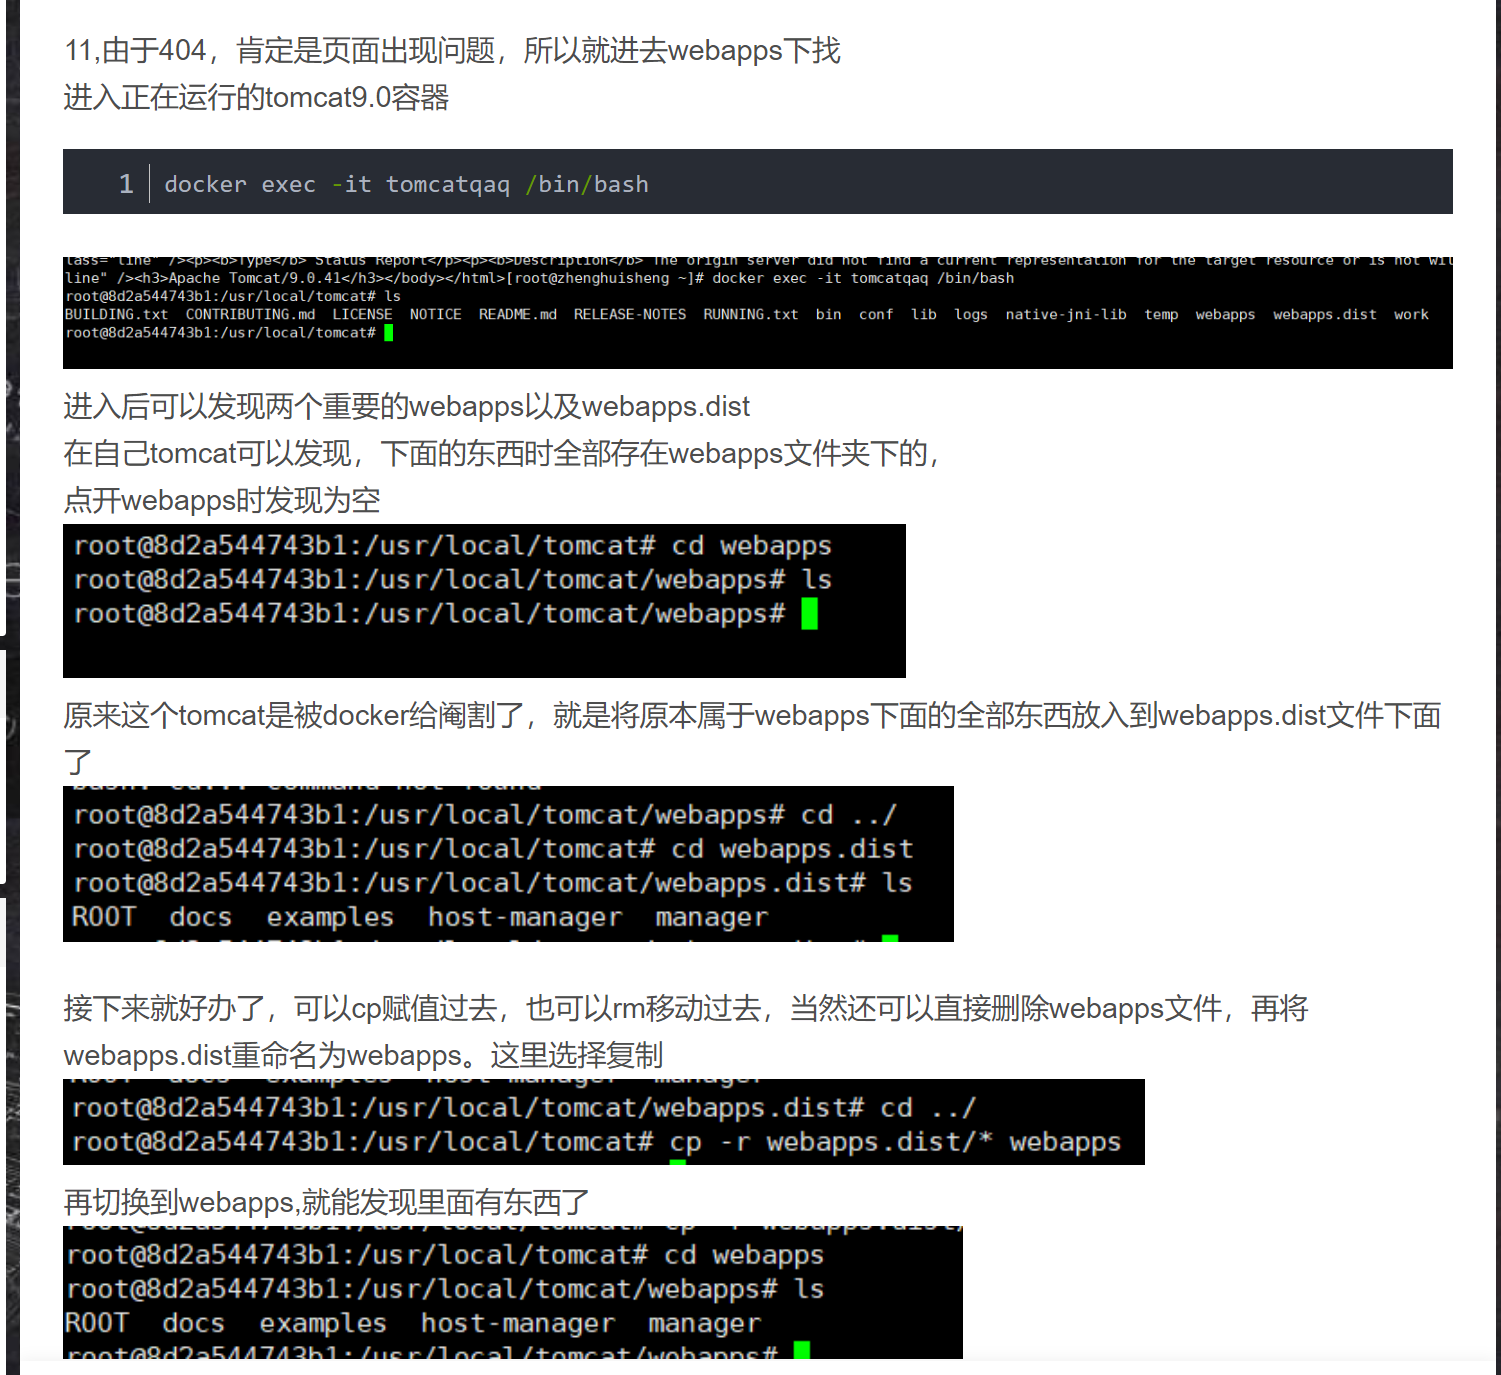 11,由于404，肯定是页面出现问题，所以就进去webapps下找
进入正在运行的tomcat9.0容器
1 docker exec -it tomcatqaq /bin/bash
lass="line" /><p><b>Type</b> Status Report</p><p><b>Description</b> The origin server did not find a current representation for the target resource or is not wil
line" /><h3>Apache Tomcat/9.0.41</h3></body></html>[root@zhenghuisheng ~]# docker exec -it tomcatqaq /bin/bash
root@8d2a544743b1:/usr/local/tomcat# ls
BUILDING.txt CONTRIBUTING.md LICENSE NOTICE README.md RELEASE-NOTES RUNNING.txt bin conf lib logs native-jni-lib temp webapps webapps.dist work
root@8d2a544743b1:/usr/local/tomcat#
进入后可以发现两个重要的webapps以及webapps.dist
在自己tomcat可以发现，下面的东西时全部存在webapps文件夹下的，
点开webapps时发现为空
root@8d2a544743b1:/usr/local/tomcat# cd webapps
root@8d2a544743b1:/usr/local/tomcat/webapps# ls
root@8d2a544743b1:/usr/local/tomcat/webapps#
原来这个tomcat是被docker给阉割了，就是将原本属于webapps下面的全部东西放入到webapps.dist文件下面
了
bash: cd..: command not found
root@8d2a544743b1:/usr/local/tomcat/webapps# cd ../
root@8d2a544743b1:/usr/local/tomcat# cd webapps.dist
root@8d2a544743b1:/usr/local/tomcat/webapps.dist# ls
ROOT docs examples host-manager manager
接下来就好办了，可以cp赋值过去，也可以rm移动过去，当然还可以直接删除webapps文件，再将
webapps.dist重命名为webapps。这里选择复制
ROOT docs examples host-manager manager
root@8d2a544743b1:/usr/local/tomcat/webapps.dist# cd ../
root@8d2a544743b1:/usr/local/tomcat# cp -r webapps.dist/* webapps
再切换到webapps,就能发现里面有东西了
root@8d2a544743b1:/usr/local/tomcat# cd webapps
root@8d2a544743b1:/usr/local/tomcat/webapps# ls
ROOT docs examples host-manager manager
root@8d2a544743b1:/usr/local/tomcat/webapps#